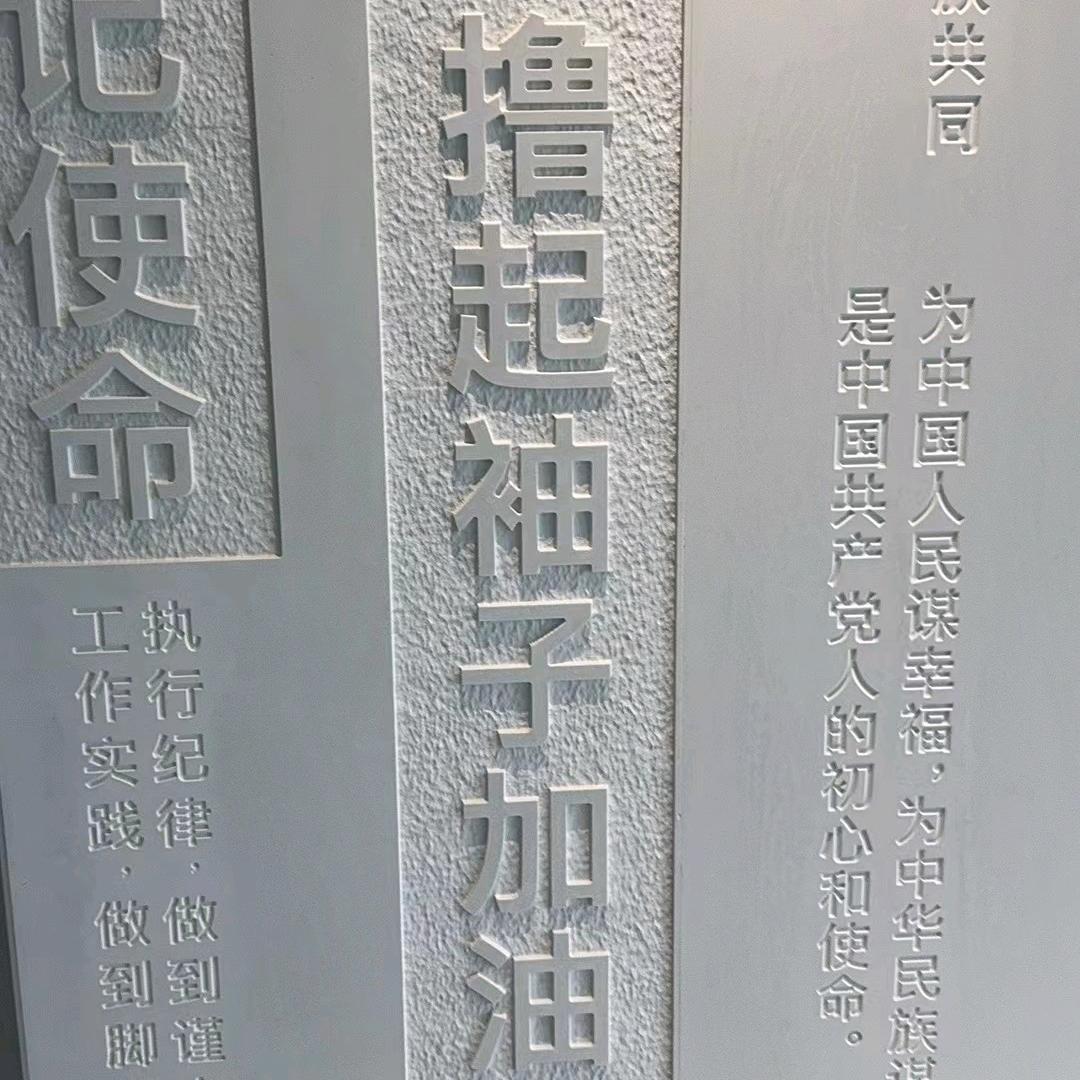 共同
为中国人民谋幸福，为中华民族谋
是中国共产党人的初心和使命。
撸起袖子加油
记使命
执行纪律，做到谨
工作实践，做到脚